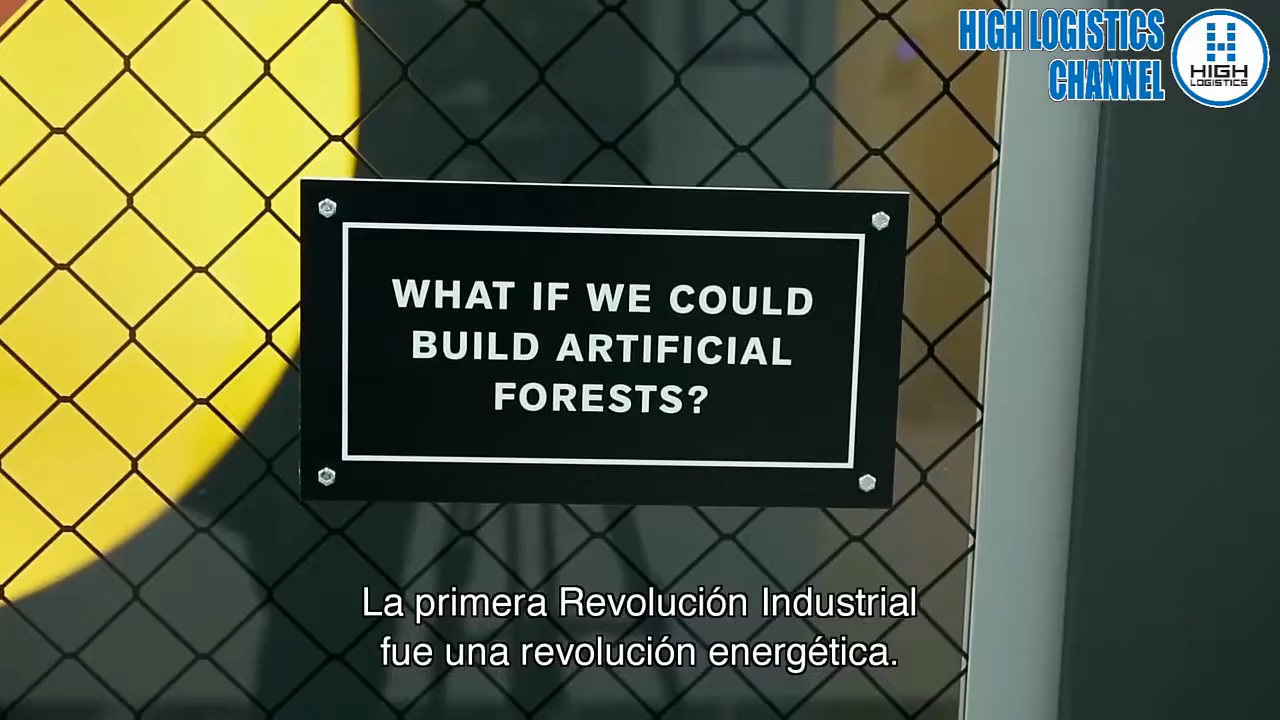 HIGH LOGISTICS
CHANNEL
HIGH
LOGISTICS
WHAT IF WE COULD
BUILD ARTIFICIAL
FORESTS?
La primera Revolución Industrial
fue una revolución energética.